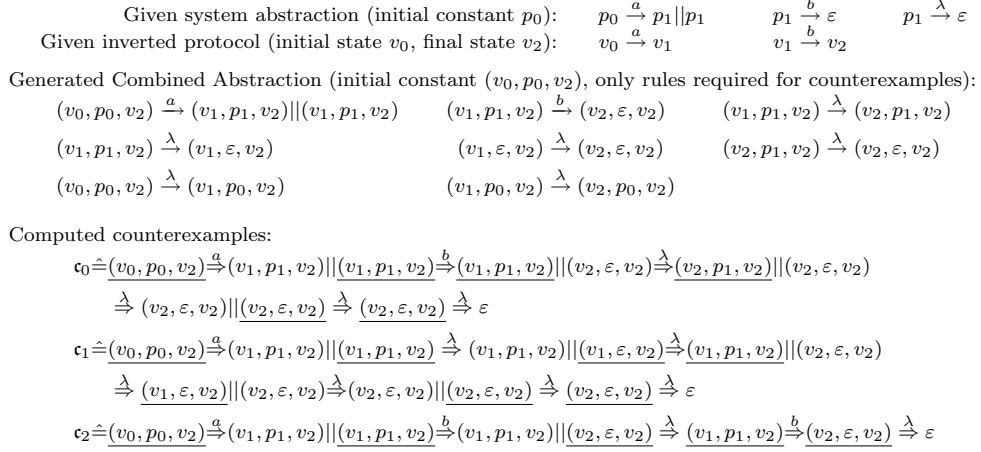 Given system abstraction (initial constant p₀): p₀ →ᵃ p₁||p₁ p₁ →ᵇ ε p₁ →^λ ε
Given inverted protocol (initial state v₀, final state v₂): v₀ →ᵃ v₁ v₁ →ᵇ v₂
Generated Combined Abstraction (initial constant (v₀, p₀, v₂), only rules required for counterexamples):
(v₀, p₀, v₂) →ᵃ (v₁, p₁, v₂)||(v₁, p₁, v₂) (v₁, p₁, v₂) →ᵇ (v₂, ε, v₂) (v₁, p₁, v₂) →^λ (v₂, p₁, v₂)
(v₁, p₁, v₂) →^λ (v₁, ε, v₂) (v₁, ε, v₂) →^λ (v₂, ε, v₂) (v₂, p₁, v₂) →^λ (v₂, ε, v₂)
(v₀, p₀, v₂) →^λ (v₁, p₀, v₂) (v₁, p₀, v₂) →^λ (v₂, p₀, v₂)
Computed counterexamples:
𝔠₀≙(v₀, p₀, v₂)⇒ᵃ(v₁, p₁, v₂)||(v₁, p₁, v₂)⇒ᵇ(v₁, p₁, v₂)||(v₂, ε, v₂)⇒^λ(v₂, p₁, v₂)||(v₂, ε, v₂)
⇒^λ (v₂, ε, v₂)||(v₂, ε, v₂) ⇒^λ (v₂, ε, v₂) ⇒^λ ε
𝔠₁≙(v₀, p₀, v₂)⇒ᵃ(v₁, p₁, v₂)||(v₁, p₁, v₂) ⇒^λ (v₁, p₁, v₂)||(v₁, ε, v₂)⇒^λ(v₁, p₁, v₂)||(v₂, ε, v₂)
⇒^λ (v₁, ε, v₂)||(v₂, ε, v₂)⇒^λ(v₂, ε, v₂)||(v₂, ε, v₂) ⇒^λ (v₂, ε, v₂) ⇒^λ ε
𝔠₂≙(v₀, p₀, v₂)⇒ᵃ(v₁, p₁, v₂)||(v₁, p₁, v₂)⇒ᵇ(v₁, p₁, v₂)||(v₂, ε, v₂) ⇒^λ (v₁, p₁, v₂)⇒ᵇ(v₂, ε, v₂) ⇒^λ ε